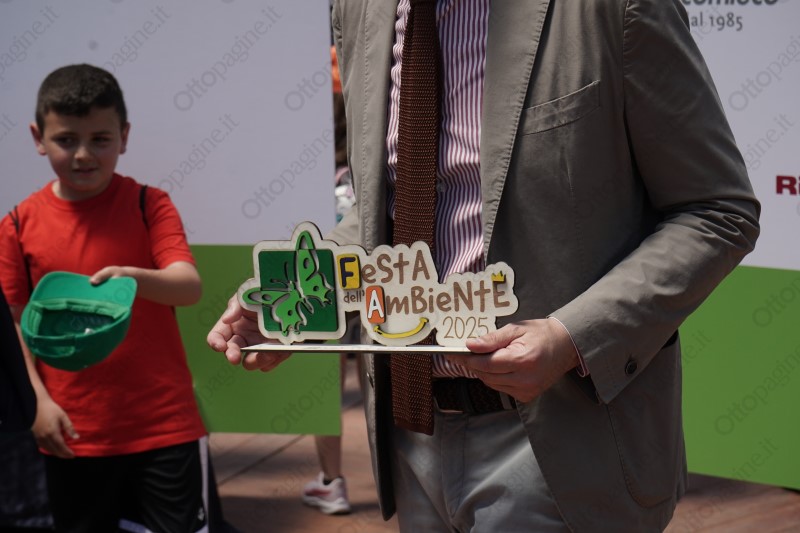 dal 1985
FeStA
dell'AmBieNtE
2025
Ottopagine.it